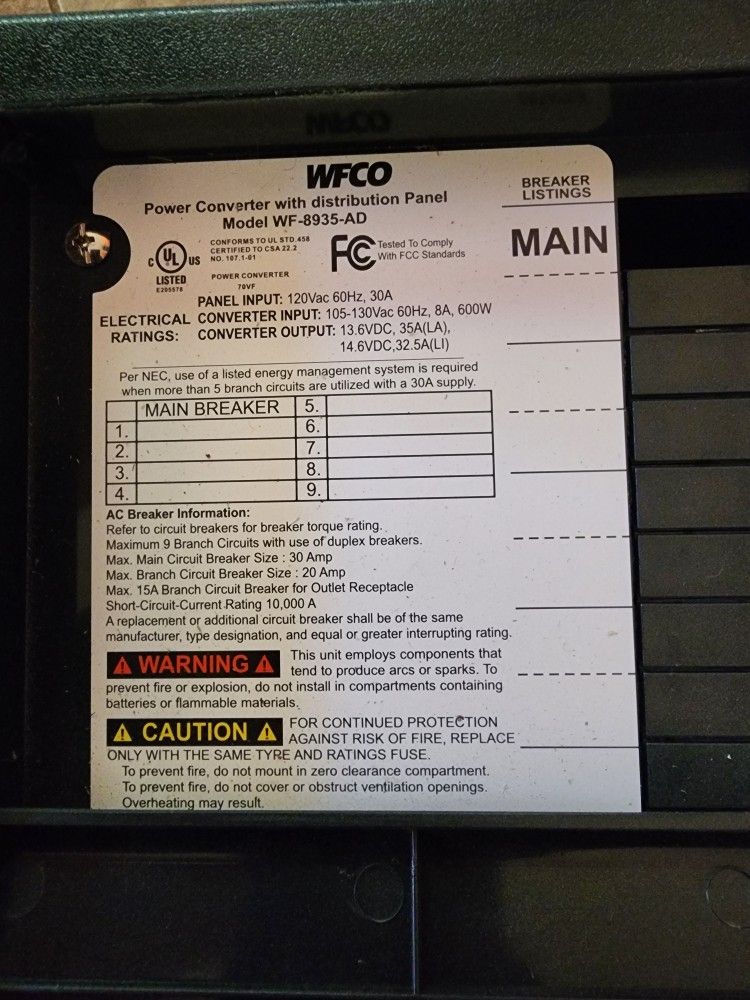 WFCO
Power Converter with distribution Panel
Model WF-8935-AD
BREAKER
LISTINGS
MAIN
c UL US
LISTED
E205578
CONFORMS TO UL STD.458
CERTIFIED TO CSA 22.2
NO. 107.1-01
POWER CONVERTER
70VF
FC Tested To Comply
With FCC Standards
ELECTRICAL
RATINGS:
PANEL INPUT: 120Vac 60Hz, 30A
CONVERTER INPUT: 105-130Vac 60Hz, 8A, 600W
CONVERTER OUTPUT: 13.6VDC, 35A(LA),
14.6VDC,32.5A(LI)
Per NEC, use of a listed energy management system is required
when more than 5 branch circuits are utilized with a 30A supply.
MAIN BREAKER 5.
1. 6.
2. 7.
3. 8.
4. 9.
AC Breaker Information:
Refer to circuit breakers for breaker torque rating.
Maximum 9 Branch Circuits with use of duplex breakers.
Max. Main Circuit Breaker Size : 30 Amp
Max. Branch Circuit Breaker Size : 20 Amp
Max. 15A Branch Circuit Breaker for Outlet Receptacle
Short-Circuit-Current Rating 10,000 A
A replacement or additional circuit breaker shall be of the same
manufacturer, type designation, and equal or greater interrupting rating.
WARNING This unit employs components that
tend to produce arcs or sparks. To
prevent fire or explosion, do not install in compartments containing
batteries or flammable materials.
CAUTION FOR CONTINUED PROTECTION
AGAINST RISK OF FIRE, REPLACE
ONLY WITH THE SAME TYRE AND RATINGS FUSE.
To prevent fire, do not mount in zero clearance compartment.
To prevent fire, do not cover or obstruct ventilation openings.
Overheating may result.